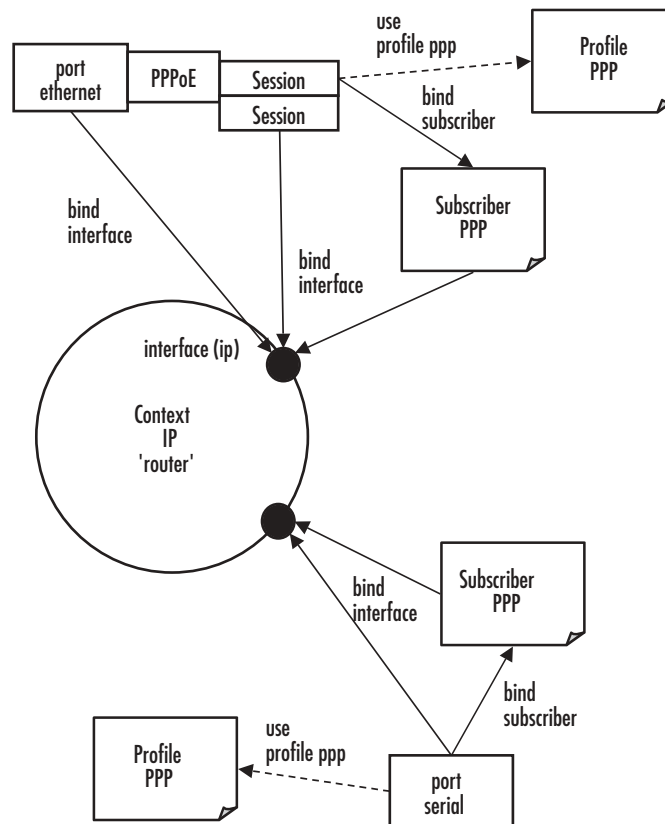 use
profile ppp
Profile
PPP
port
ethernet
PPPoE
Session
Session
bind
subscriber
Subscriber
PPP
bind
interface
bind
interface
interface (ip)
Context
IP
'router'
Subscriber
PPP
bind
interface
bind
subscriber
use
profile ppp
Profile
PPP
port
serial